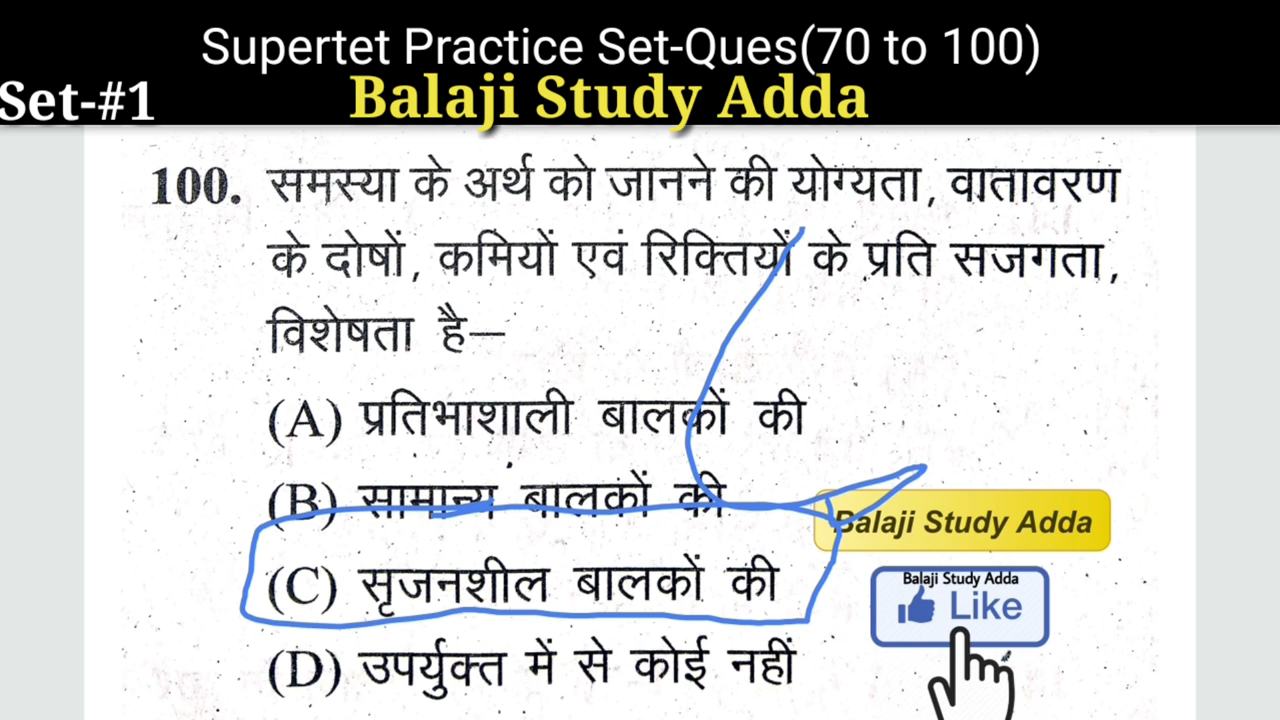 Supertet Practice Set-Ques(70 to 100)
Set-#1 Balaji Study Adda
100. समस्या के अर्थ को जानने की योग्यता, वातावरण
के दोषों, कमियों एवं रिक्तियों के प्रति सजगता,
विशेषता है—
(A) प्रतिभाशाली बालकों की
(B) सामान्य बालकों की
Balaji Study Adda
(C) सृजनशील बालकों की
Balaji Study Adda
Like
(D) उपर्युक्त में से कोई नहीं